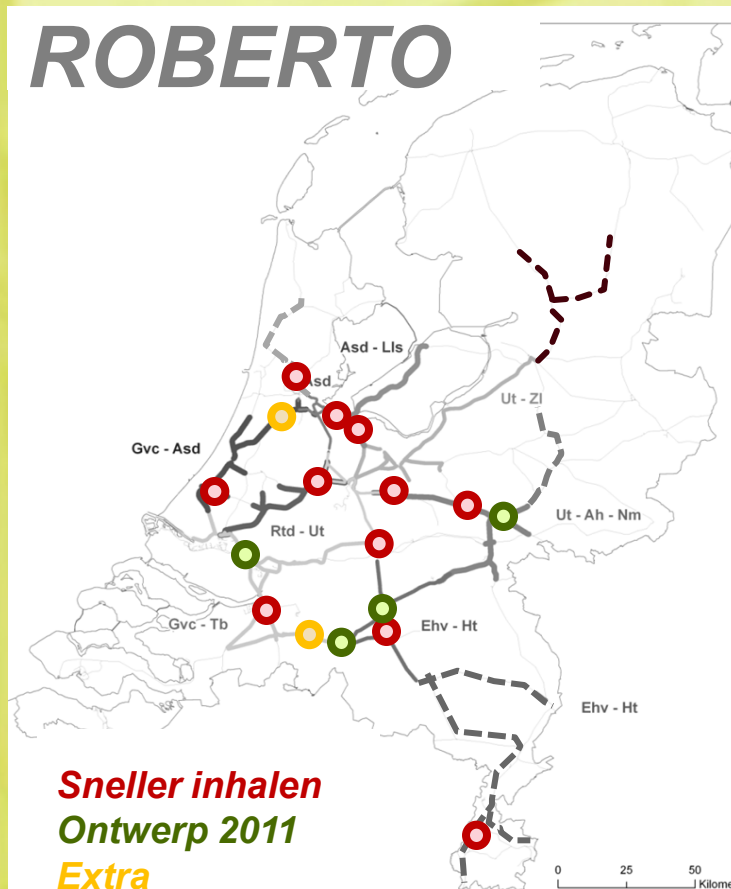 ROBERTO
Asd - Lls
Asd
Ut - Zl
Gvc - Asd
Ut - Ah - Nm
Rtd - Ut
Gvc - Tb
Ehv - Ht
Ehv - Ht
Sneller inhalen
Ontwerp 2011
Extra
0 25 50
Kilome